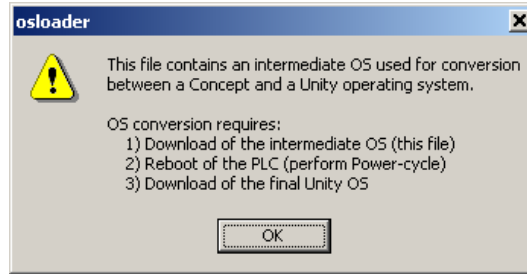 osloader
This file contains an intermediate OS used for conversion
between a Concept and a Unity operating system.
OS conversion requires:
1) Download of the intermediate OS (this file)
2) Reboot of the PLC (perform Power-cycle)
3) Download of the final Unity OS
OK